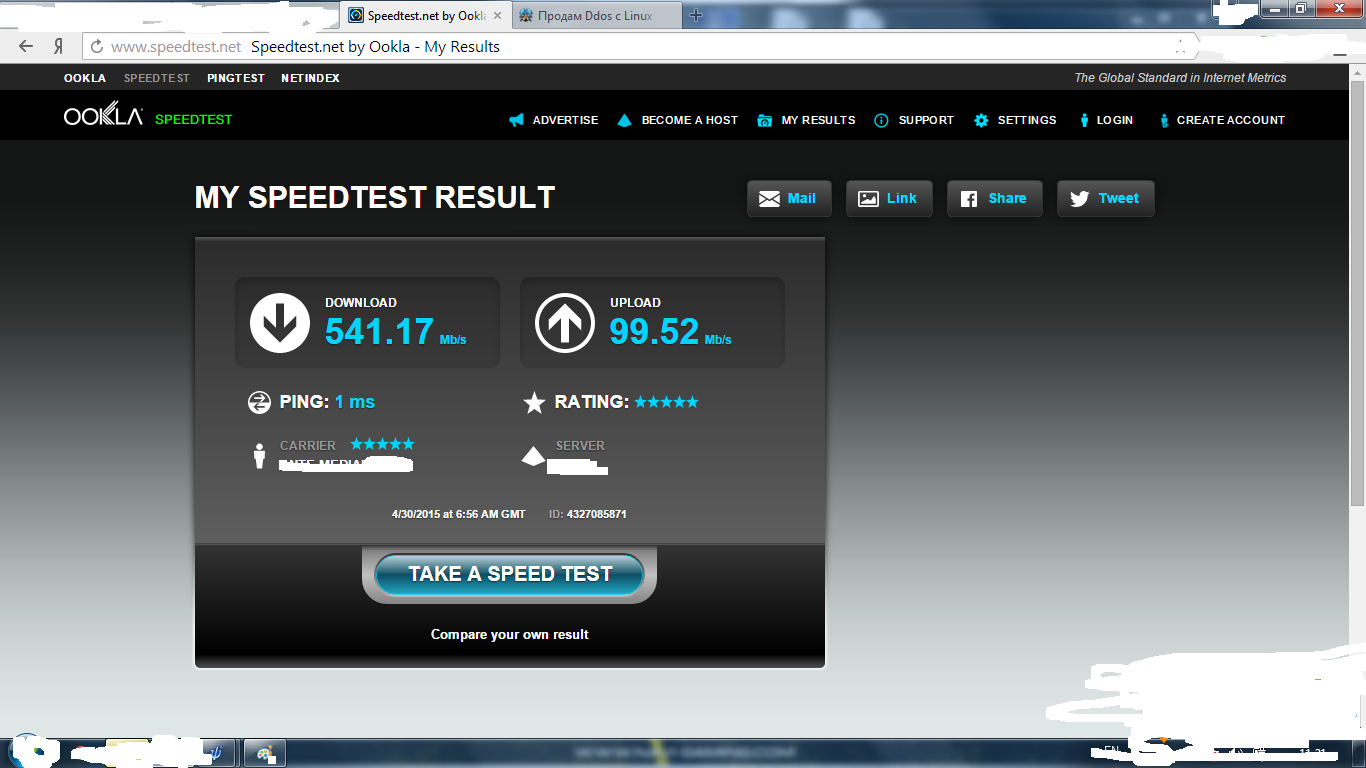 Speedtest.net by Ookla
Продам Ddos с Linux
Я
www.speedtest.net Speedtest.net by Ookla - My Results
OOKLA SPEEDTEST PINGTEST NETINDEX
The Global Standard in Internet Metrics
OOKLA SPEEDTEST
ADVERTISE BECOME A HOST MY RESULTS SUPPORT SETTINGS LOGIN CREATE ACCOUNT
MY SPEEDTEST RESULT
Mail Link Share Tweet
DOWNLOAD
541.17 Mb/s
UPLOAD
99.52 Mb/s
PING: 1 ms
RATING:
CARRIER
SERVER
4/30/2015 at 6:56 AM GMT ID: 4327085871
TAKE A SPEED TEST
Compare your own result
EN